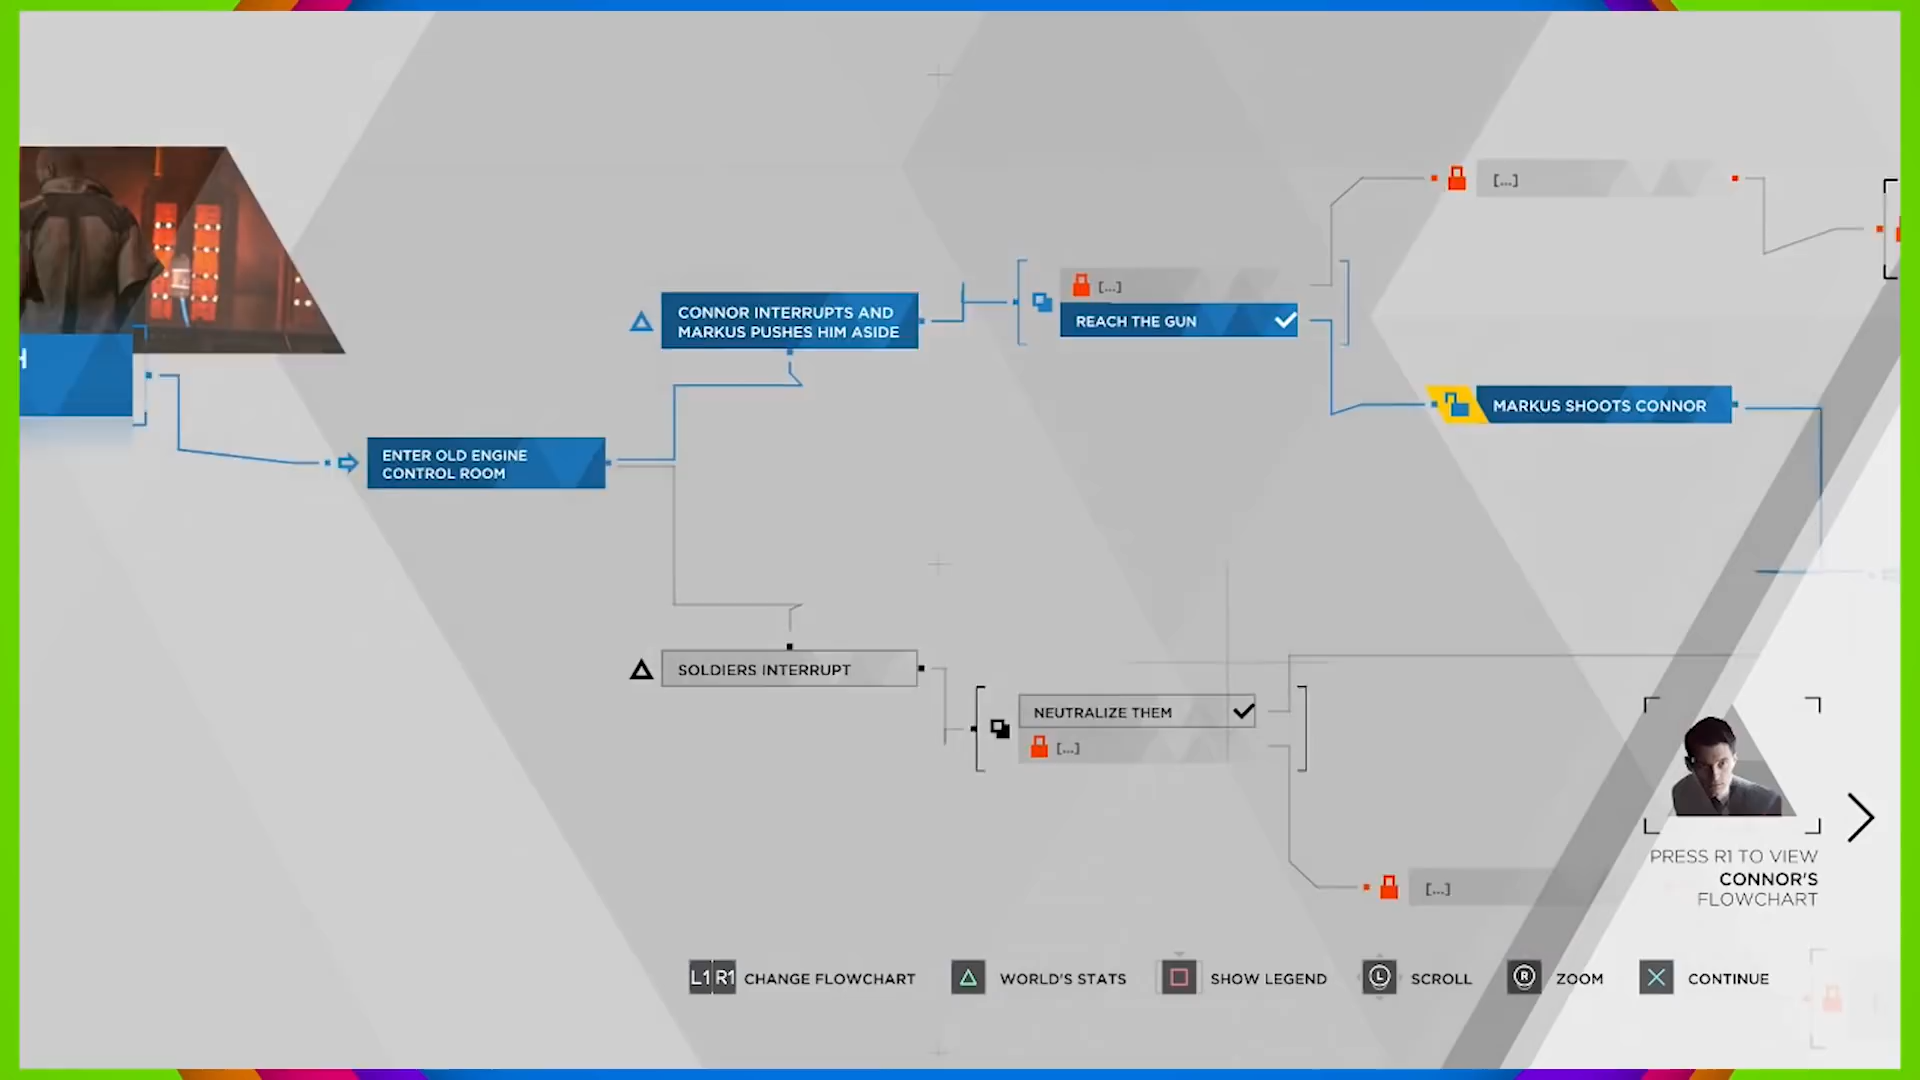 [...]
[...]
CONNOR INTERRUPTS AND
MARKUS PUSHES HIM ASIDE
REACH THE GUN
H
MARKUS SHOOTS CONNOR
ENTER OLD ENGINE
CONTROL ROOM
SOLDIERS INTERRUPT
NEUTRALIZE THEM
[...]
[...]
PRESS R1 TO VIEW
CONNOR'S
FLOWCHART
L1 R1 CHANGE FLOWCHART
WORLD'S STATS
SHOW LEGEND
L SCROLL
R ZOOM
CONTINUE